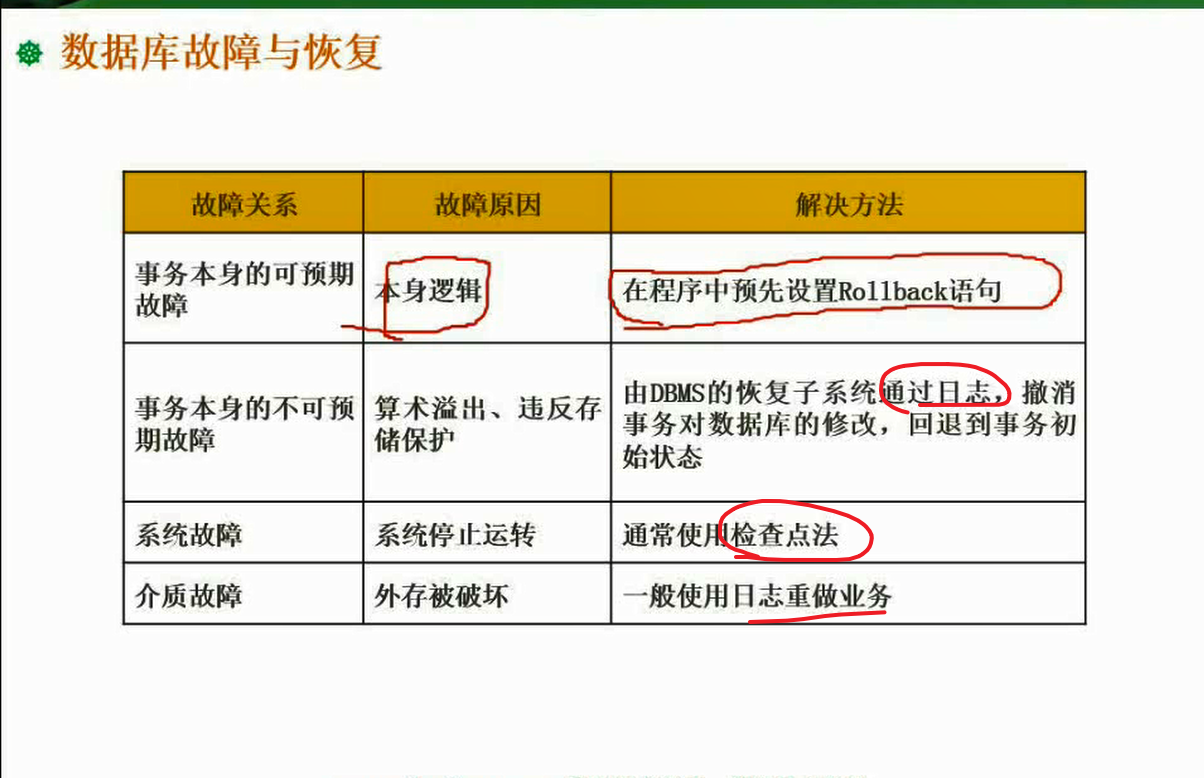 数据库故障与恢复
故障关系
故障原因
解决方法
事务本身的可预期
故障
本身逻辑
在程序中预先设置Rollback语句
事务本身的不可预
期故障
算术溢出、违反存
储保护
由DBMS的恢复子系统通过日志，撤消
事务对数据库的修改，回退到事务初
始状态
系统故障
系统停止运转
通常使用检查点法
介质故障
外存被破坏
一般使用日志重做业务